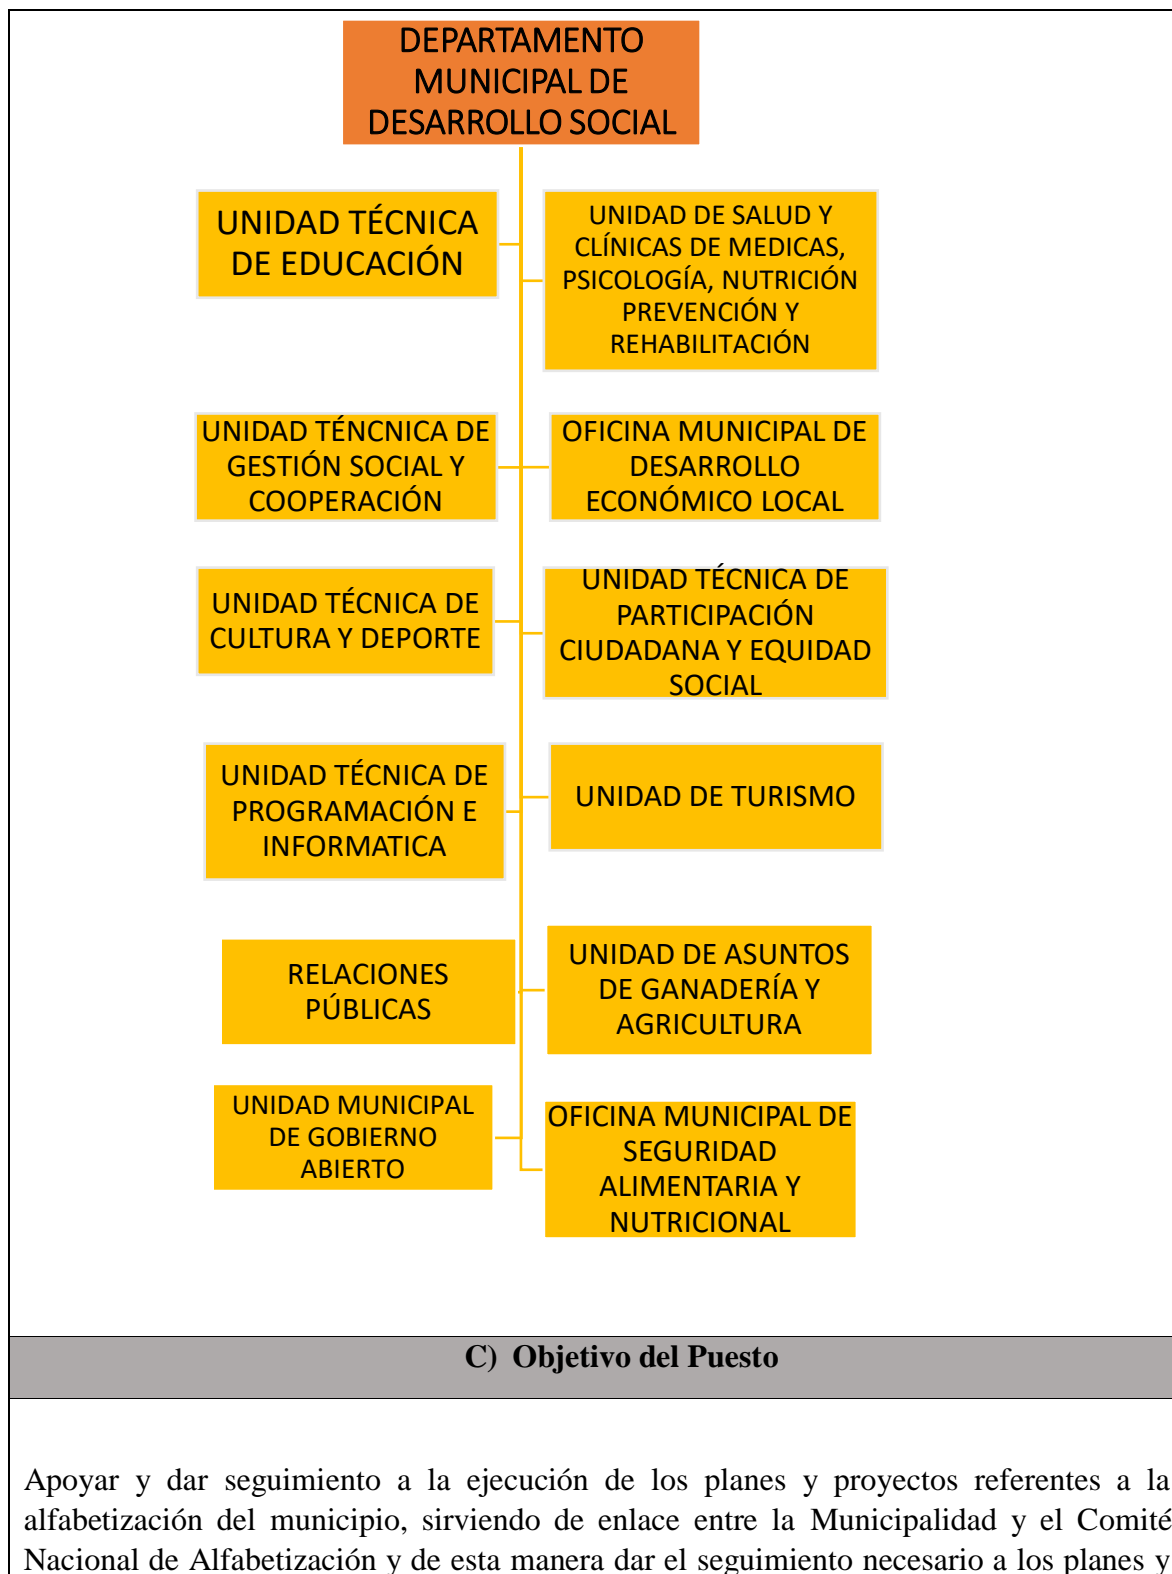 DEPARTAMENTO
MUNICIPAL DE
DESARROLLO SOCIAL
UNIDAD TÉCNICA
DE EDUCACIÓN
UNIDAD DE SALUD Y
CLÍNICAS DE MEDICAS,
PSICOLOGÍA, NUTRICIÓN
PREVENCIÓN Y
REHABILITACIÓN
UNIDAD TÉNCNICA DE
GESTIÓN SOCIAL Y
COOPERACIÓN
OFICINA MUNICIPAL DE
DESARROLLO
ECONÓMICO LOCAL
UNIDAD TÉCNICA DE
CULTURA Y DEPORTE
UNIDAD TÉCNICA DE
PARTICIPACIÓN
CIUDADANA Y EQUIDAD
SOCIAL
UNIDAD TÉCNICA DE
PROGRAMACIÓN E
INFORMATICA
UNIDAD DE TURISMO
RELACIONES
PÚBLICAS
UNIDAD DE ASUNTOS
DE GANADERÍA Y
AGRICULTURA
UNIDAD MUNICIPAL
DE GOBIERNO
ABIERTO
OFICINA MUNICIPAL DE
SEGURIDAD
ALIMENTARIA Y
NUTRICIONAL
C) Objetivo del Puesto
Apoyar y dar seguimiento a la ejecución de los planes y proyectos referentes a la
alfabetización del municipio, sirviendo de enlace entre la Municipalidad y el Comité
Nacional de Alfabetización y de esta manera dar el seguimiento necesario a los planes y